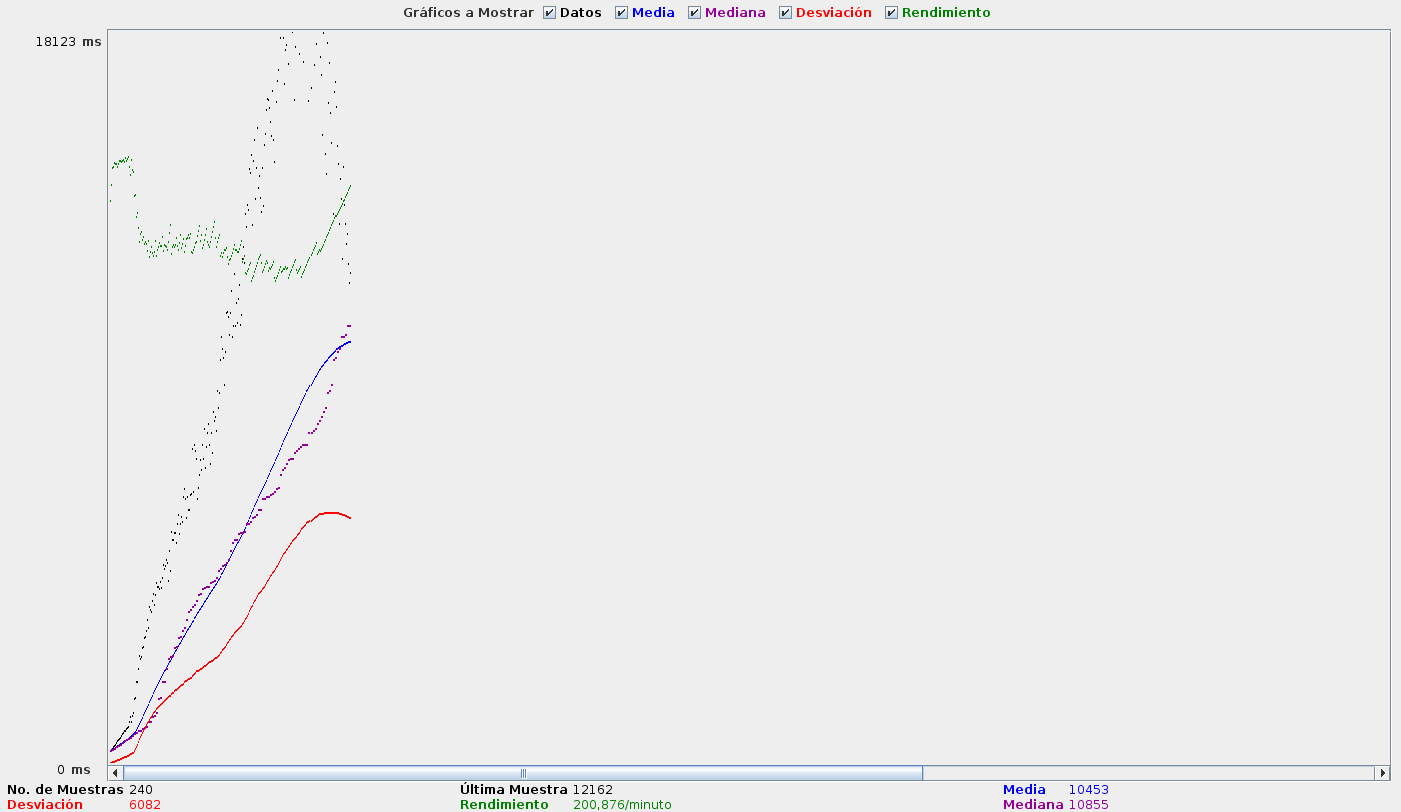 Gráficos a Mostrar Datos Media Mediana Desviación Rendimiento
18123 ms
0 ms
No. de Muestras 240 Última Muestra 12162 Media 10453
Desviación 6082 Rendimiento 200,876/minuto Mediana 10855